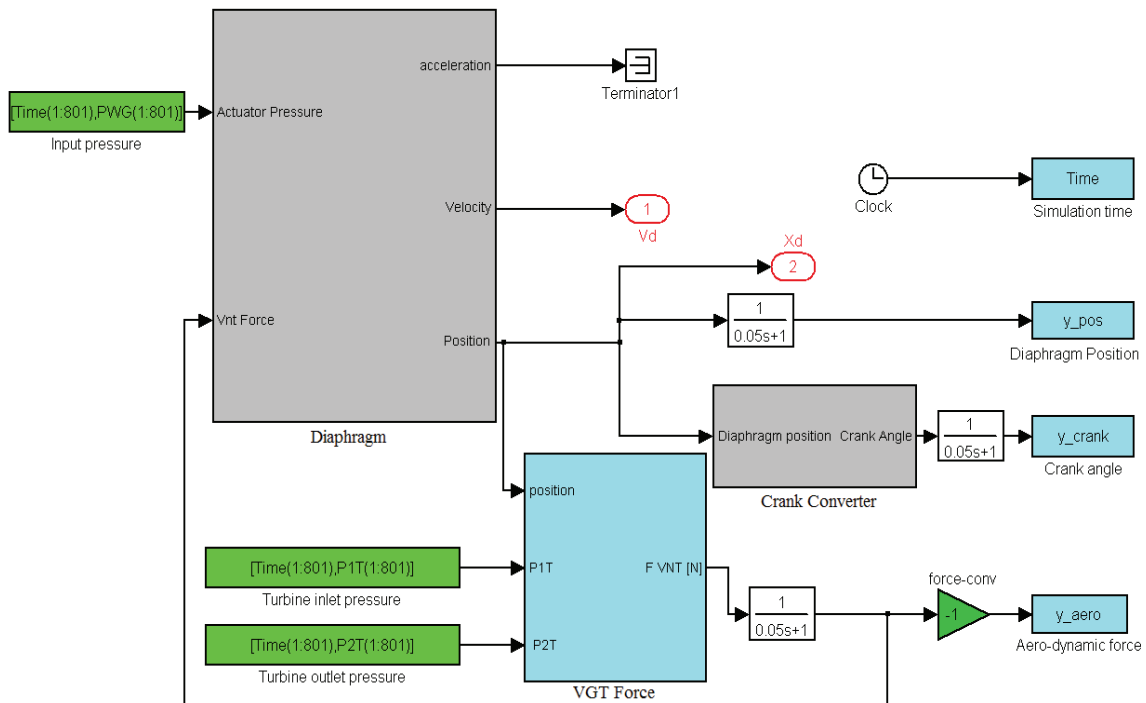 acceleration
Terminator1
[Time(1:801),PWG(1:801)]
Actuator Pressure
Input pressure
Time
Clock
Simulation time
Velocity
1
Vd
Xd
2
Vnt Force
Position
1
0.05s+1
y_pos
Diaphragm Position
Diaphragm
Diaphragm position
Crank Angle
1
0.05s+1
y_crank
Crank angle
Crank Converter
position
[Time(1:801),P1T(1:801)]
P1T
F VNT [N]
Turbine inlet pressure
force-conv
1
0.05s+1
-1
y_aero
Aero-dynamic force
[Time(1:801),P2T(1:801)]
P2T
Turbine outlet pressure
VGT Force